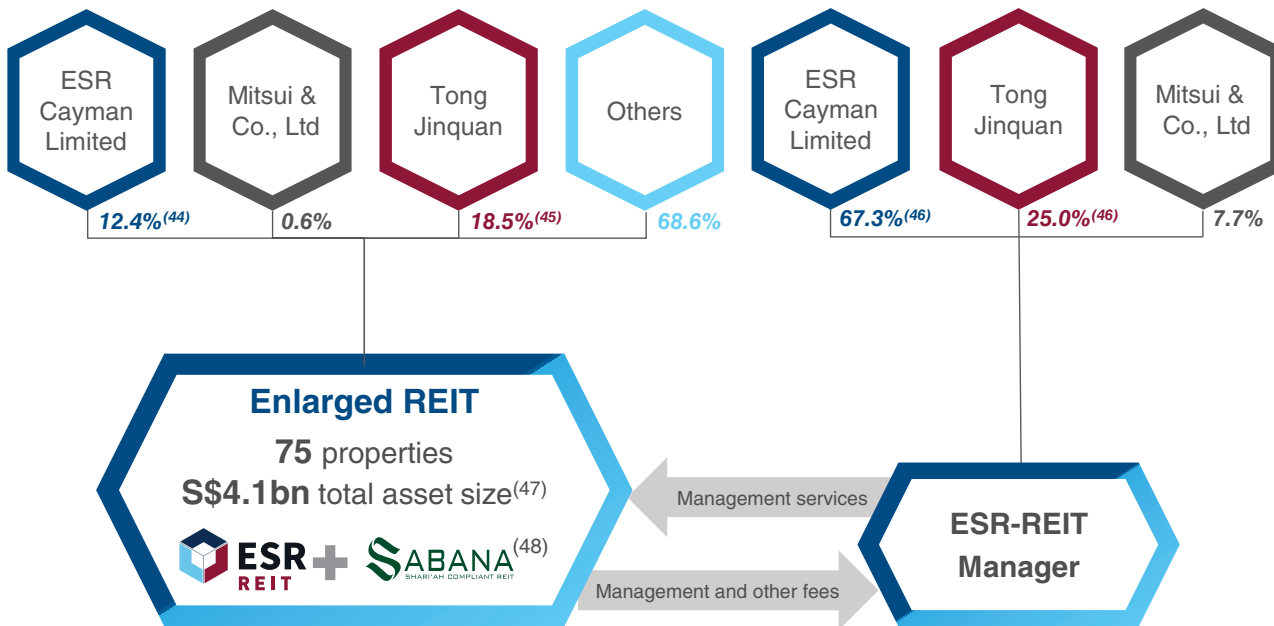 ESR
Cayman
Limited
Mitsui &
Co., Ltd
Tong
Jinquan
Others
ESR
Cayman
Limited
Tong
Jinquan
Mitsui &
Co., Ltd
12.4%(44)
0.6%
18.5%(45)
68.6%
67.3%(46)
25.0%(46)
7.7%
Enlarged REIT
75 properties
S$4.1bn total asset size(47)
ESR
REIT
SABANA(48)
SHARI'AH COMPLIANT REIT
Management services
Management and other fees
ESR-REIT
Manager